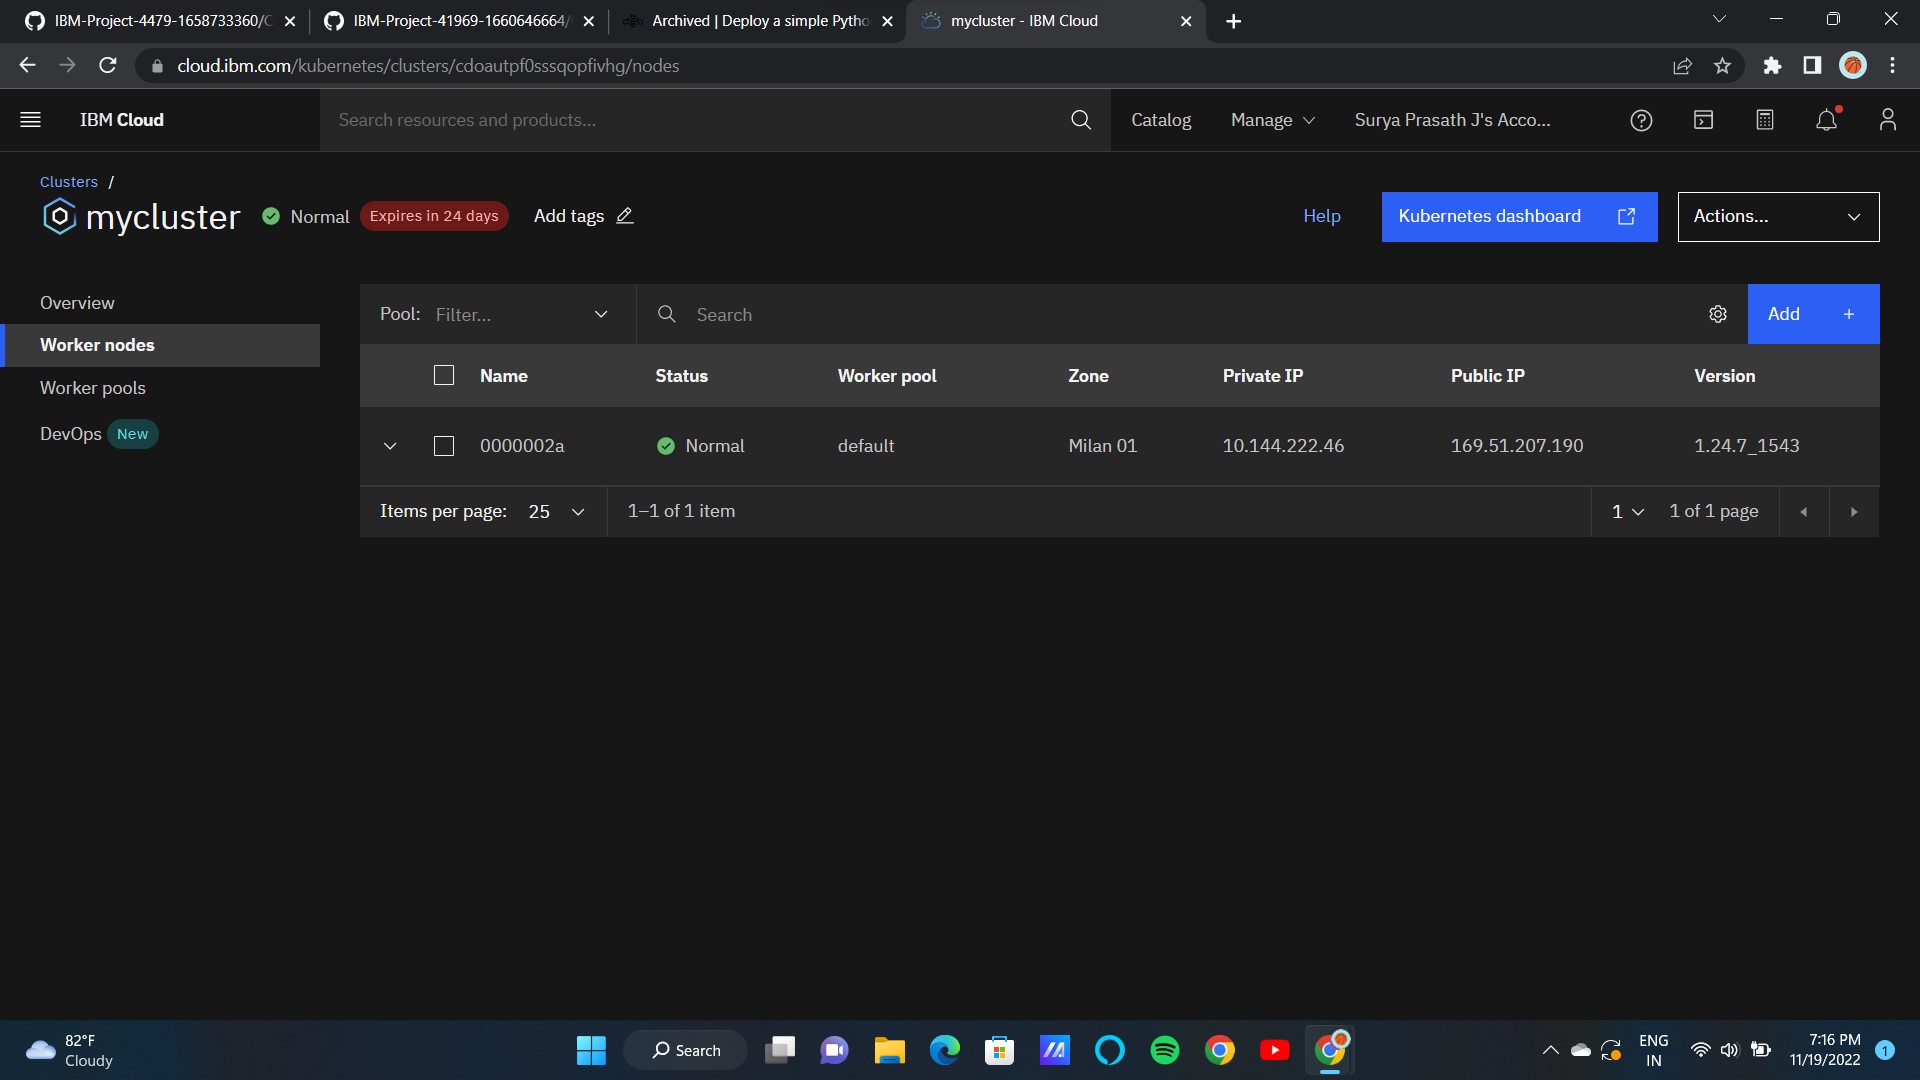 IBM-Project-4479-1658733360/C
IBM-Project-41969-1660646664/
Archived | Deploy a simple Pytho
mycluster - IBM Cloud
cloud.ibm.com/kubernetes/clusters/cdoautpf0sssqopfivhg/nodes
IBM Cloud
Search resources and products...
Catalog
Manage
Surya Prasath J's Acco...
Clusters /
mycluster
Normal
Expires in 24 days
Add tags
Help
Kubernetes dashboard
Actions...
Overview
Worker nodes
Worker pools
DevOps New
Pool: Filter...
Search
Add +
Name Status Worker pool Zone Private IP Public IP Version
0000002a Normal default Milan 01 10.144.222.46 169.51.207.190 1.24.7_1543
Items per page: 25
1–1 of 1 item
1
1 of 1 page
82°F
Cloudy
Search
ENG
IN
7:16 PM
11/19/2022
1